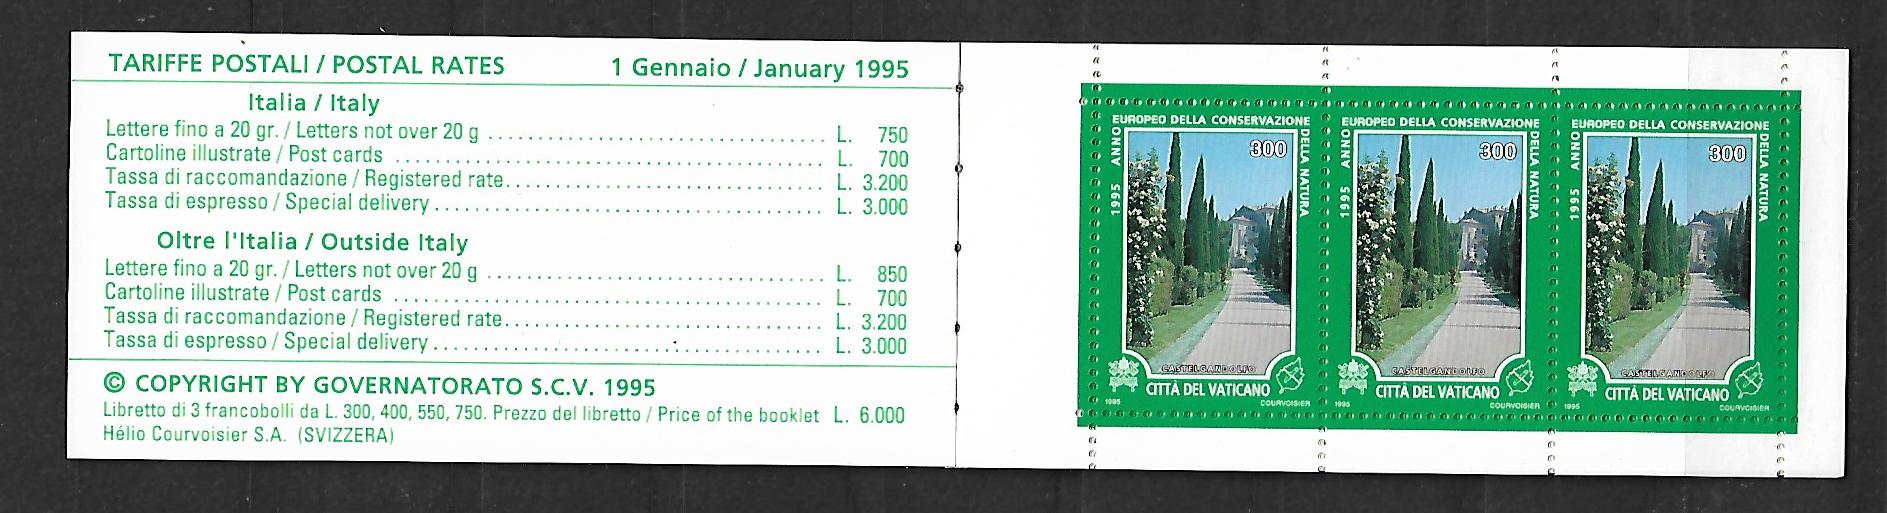 TARIFFE POSTALI / POSTAL RATES 1 Gennaio / January 1995
Italia / Italy
Lettere fino a 20 gr. / Letters not over 20 g ........................................ L. 750
Cartoline illustrate / Post cards ........................................ L. 700
Tassa di raccomandazione / Registered rate........................................ L. 3.200
Tassa di espresso / Special delivery........................................ L. 3.000
Oltre l'Italia / Outside Italy
Lettere fino a 20 gr. / Letters not over 20 g ........................................ L. 850
Cartoline illustrate / Post cards ........................................ L. 700
Tassa di raccomandazione / Registered rate........................................ L. 3.200
Tassa di espresso / Special delivery........................................ L. 3.000
© COPYRIGHT BY GOVERNATORATO S.C.V. 1995
Libretto di 3 francobolli da L. 300, 400, 550, 750. Prezzo del libretto / Price of the booklet L. 6.000
Hélio Courvoisier S.A. (SVIZZERA)
1995 ANNO EUROPEO DELLA CONSERVAZIONE DELLA NATURA
300
CASTELGANDOLFO
CITTÀ DEL VATICANO
1995 COURVOISIER
1995 ANNO EUROPEO DELLA CONSERVAZIONE DELLA NATURA
300
CASTELGANDOLFO
CITTÀ DEL VATICANO
1995 COURVOISIER
1995 ANNO EUROPEO DELLA CONSERVAZIONE DELLA NATURA
300
CASTELGANDOLFO
CITTÀ DEL VATICANO
1995 COURVOISIER